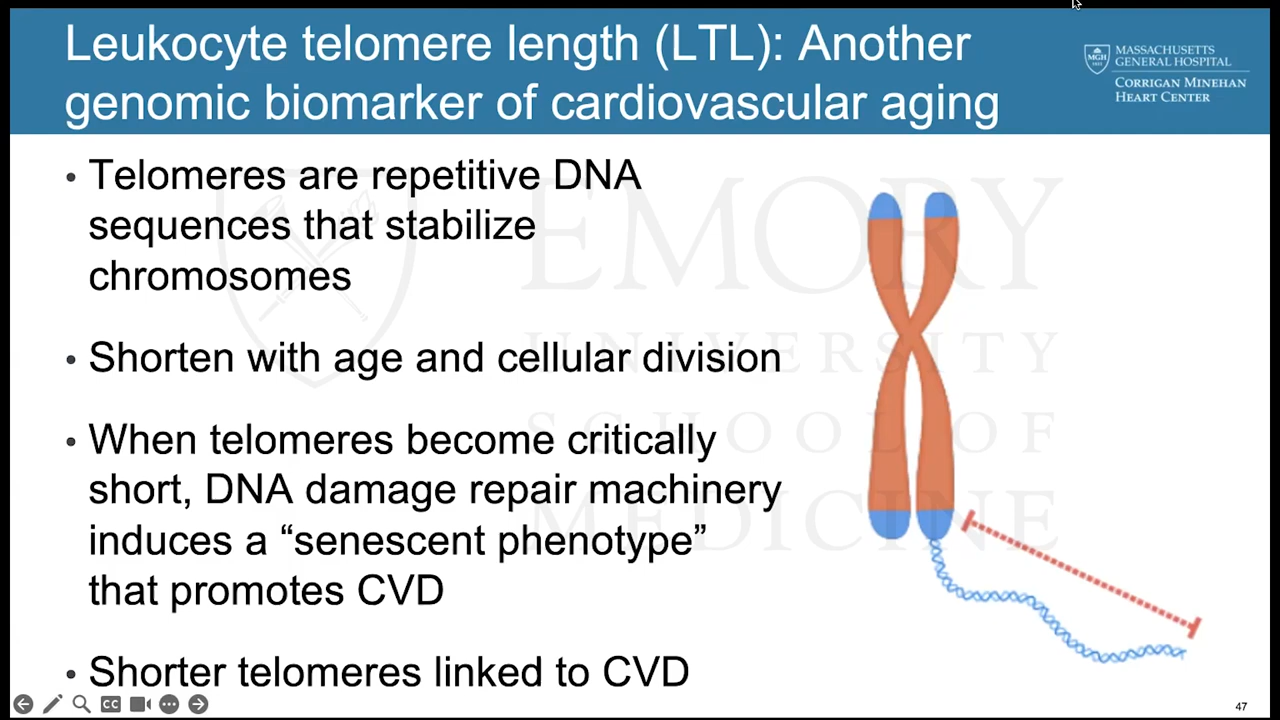 Leukocyte telomere length (LTL): Another
genomic biomarker of cardiovascular aging
MGH
1811
MASSACHUSETTS
GENERAL HOSPITAL
CORRIGAN MINEHAN
HEART CENTER
• Telomeres are repetitive DNA
sequences that stabilize
chromosomes
• Shorten with age and cellular division
• When telomeres become critically
short, DNA damage repair machinery
induces a “senescent phenotype”
that promotes CVD
• Shorter telomeres linked to CVD
EMORY
UNIVERSITY
SCHOOL OF
MEDICINE
CC
47